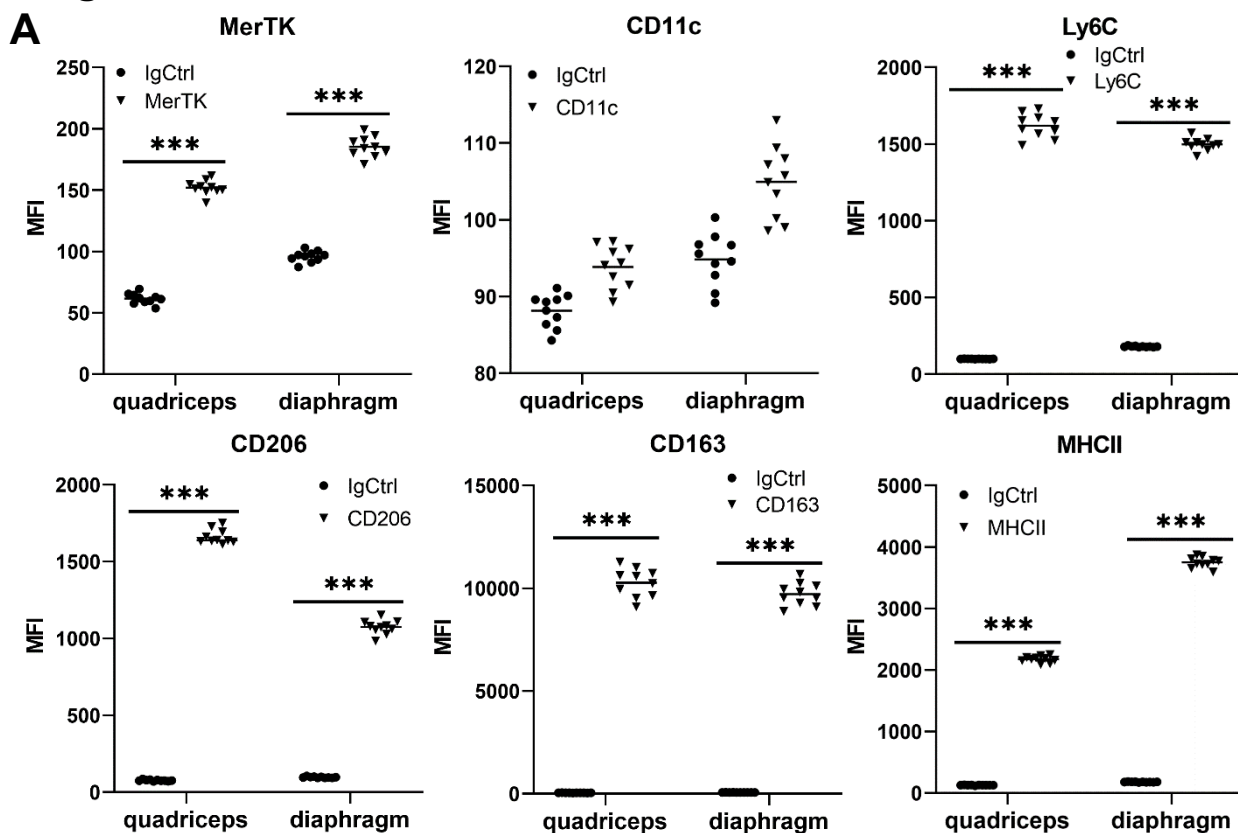 A
MerTK
250
200
150
100
50
0
MFI
IgCtrl
MerTK
***
***
quadriceps
diaphragm
CD11c
120
110
100
90
80
MFI
IgCtrl
CD11c
quadriceps
diaphragm
Ly6C
2000
1500
1000
500
0
MFI
IgCtrl
Ly6C
***
***
quadriceps
diaphragm
CD206
2000
1500
1000
500
0
MFI
IgCtrl
CD206
***
***
quadriceps
diaphragm
CD163
15000
10000
5000
0
MFI
IgCtrl
CD163
***
***
quadriceps
diaphragm
MHCII
5000
4000
3000
2000
1000
0
MFI
IgCtrl
MHCII
***
***
quadriceps
diaphragm